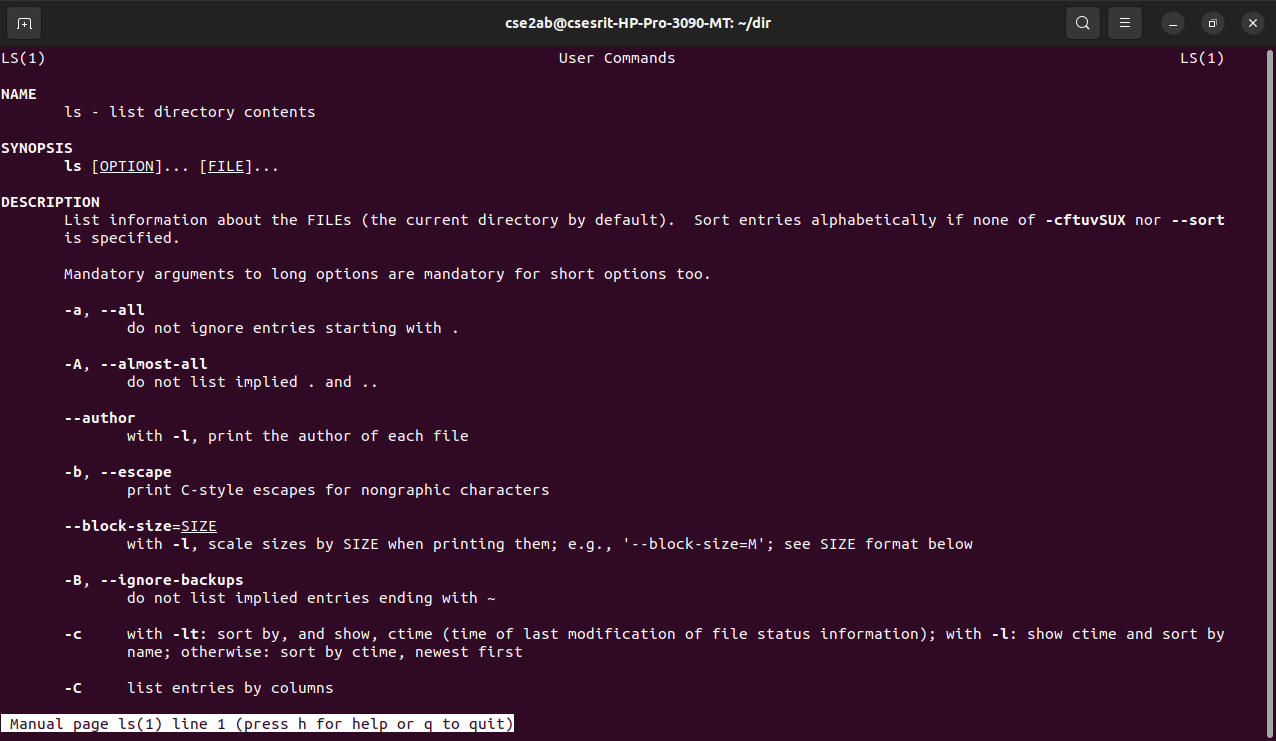 cse2ab@csesrit-HP-Pro-3090-MT: ~/dir
LS(1) User Commands LS(1)
NAME
ls - list directory contents
SYNOPSIS
ls [OPTION]... [FILE]...
DESCRIPTION
List information about the FILEs (the current directory by default).  Sort entries alphabetically if none of -cftuvSUX nor --sort
is specified.
Mandatory arguments to long options are mandatory for short options too.
-a, --all
do not ignore entries starting with .
-A, --almost-all
do not list implied . and ..
--author
with -l, print the author of each file
-b, --escape
print C-style escapes for nongraphic characters
--block-size=SIZE
with -l, scale sizes by SIZE when printing them; e.g., '--block-size=M'; see SIZE format below
-B, --ignore-backups
do not list implied entries ending with ~
-c with -lt: sort by, and show, ctime (time of last modification of file status information); with -l: show ctime and sort by
name; otherwise: sort by ctime, newest first
-C list entries by columns
Manual page ls(1) line 1 (press h for help or q to quit)